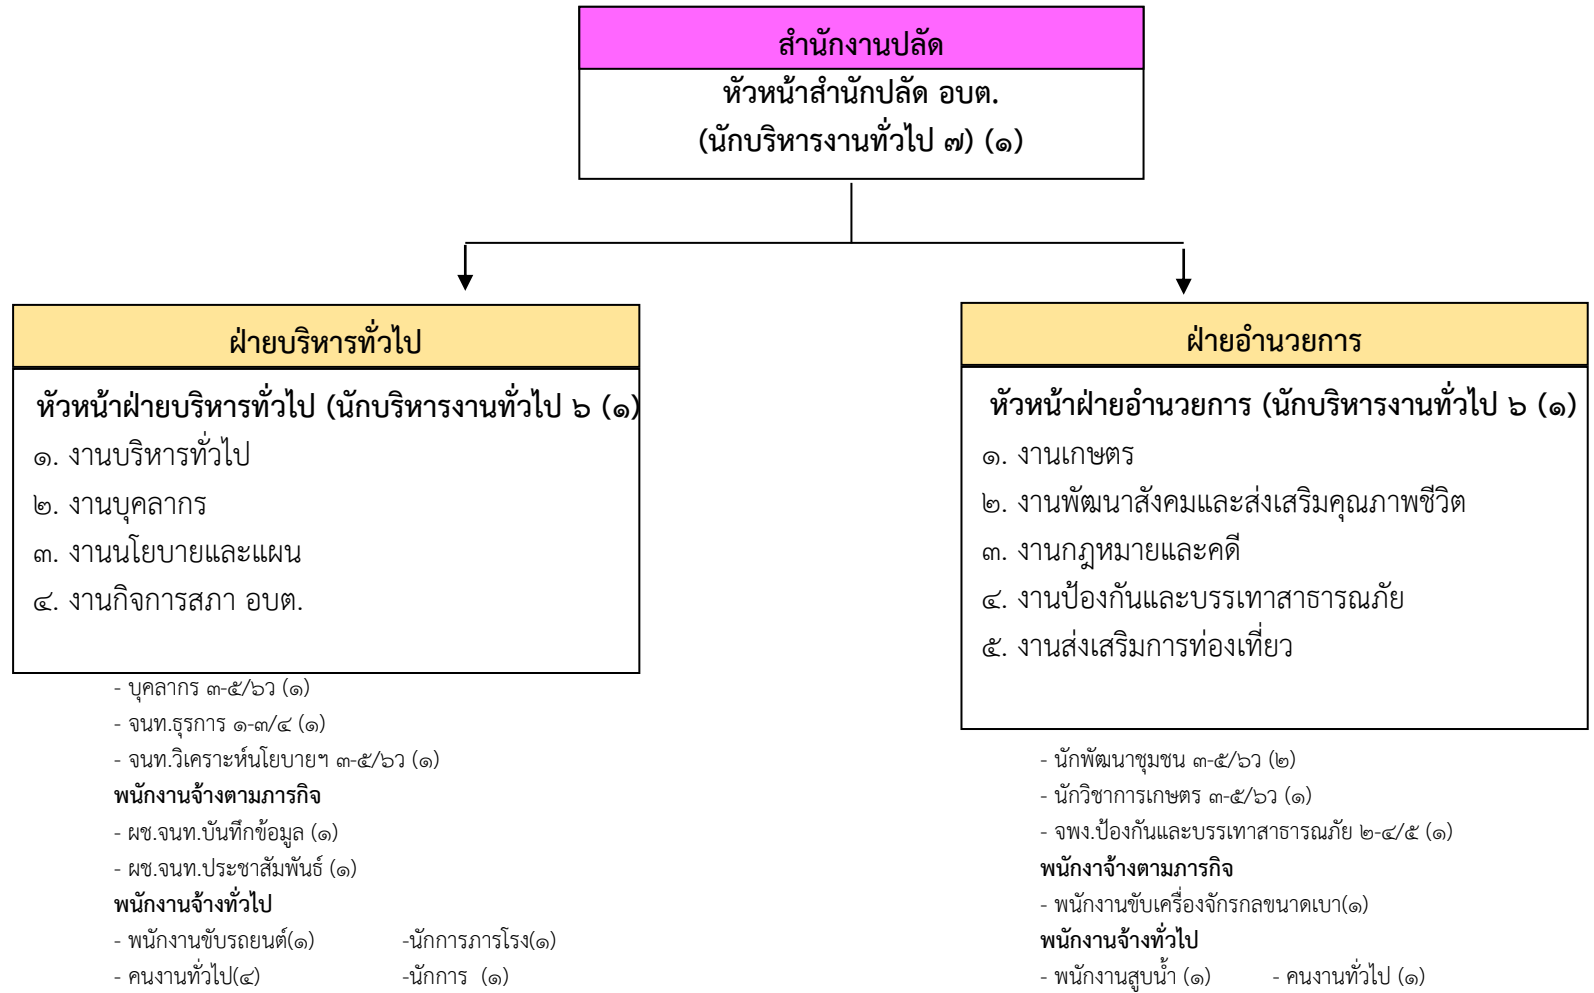 สำนักงานปลัด
หัวหน้าสำนักปลัด อบต.
(นักบริหารงานทั่วไป ๗) (๑)
ฝ่ายบริหารทั่วไป
หัวหน้าฝ่ายบริหารทั่วไป (นักบริหารงานทั่วไป ๖ (๑)
๑. งานบริหารทั่วไป
๒. งานบุคลากร
๓. งานนโยบายและแผน
๔. งานกิจการสภา อบต.
- บุคลากร ๓-๕/๖ว (๑)
- จนท.ธุรการ ๑-๓/๔ (๑)
- จนท.วิเคราะห์นโยบายฯ ๓-๕/๖ว (๑)
พนักงานจ้างตามภารกิจ
- ผช.จนท.บันทึกข้อมูล (๑)
- ผช.จนท.ประชาสัมพันธ์ (๑)
พนักงานจ้างทั่วไป
- พนักงานขับรถยนต์(๑) -นักการภารโรง(๑)
- คนงานทั่วไป(๔) -นักการ (๑)
ฝ่ายอำนวยการ
หัวหน้าฝ่ายอำนวยการ (นักบริหารงานทั่วไป ๖ (๑)
๑. งานเกษตร
๒. งานพัฒนาสังคมและส่งเสริมคุณภาพชีวิต
๓. งานกฎหมายและคดี
๔. งานป้องกันและบรรเทาสาธารณภัย
๕. งานส่งเสริมการท่องเที่ยว
- นักพัฒนาชุมชน ๓-๕/๖ว (๒)
- นักวิชาการเกษตร ๓-๕/๖ว (๑)
- จพง.ป้องกันและบรรเทาสาธารณภัย ๒-๔/๕ (๑)
พนักงาจ้างตามภารกิจ
- พนักงานขับเครื่องจักรกลขนาดเบา(๑)
พนักงานจ้างทั่วไป
- พนักงานสูบน้ำ (๑) - คนงานทั่วไป (๑)